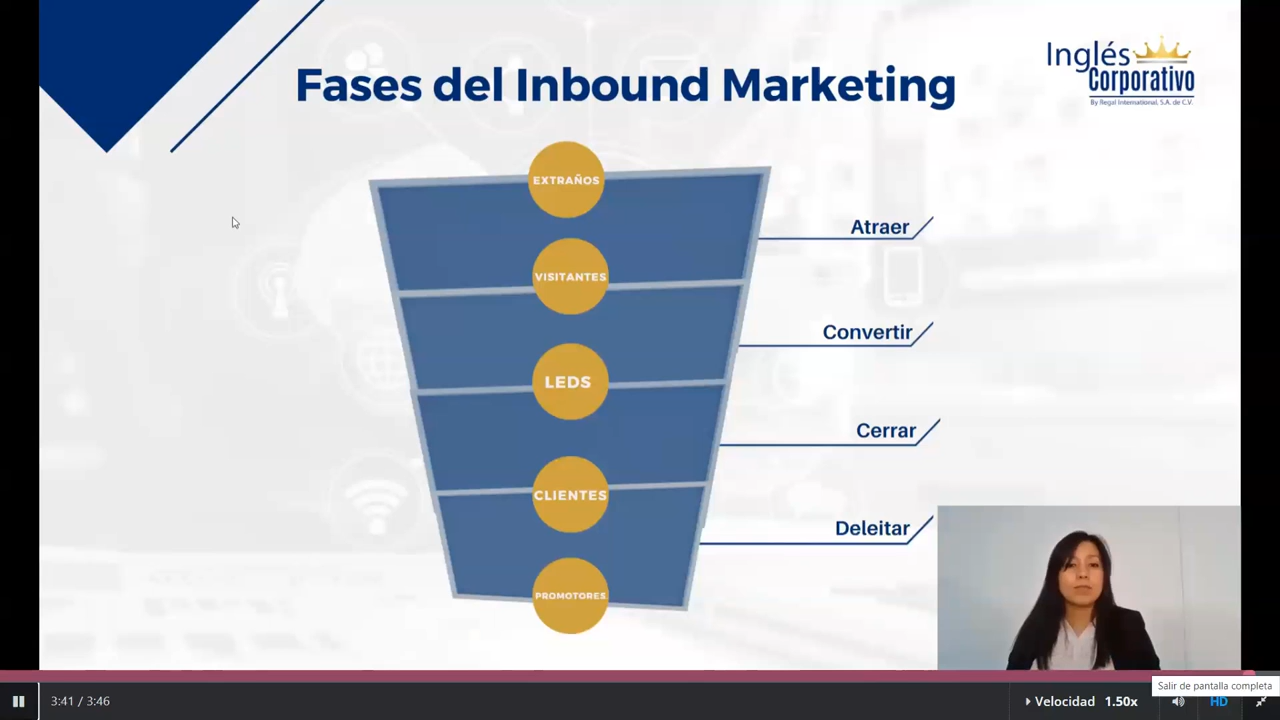 Fases del Inbound Marketing
Inglés
Corporativo
By Regal International, S.A. de C.V.
EXTRAÑOS
Atraer
VISITANTES
Convertir
LEDS
Cerrar
CLIENTES
Deleitar
PROMOTORES
Salir de pantalla completa
3:41 / 3:46
Velocidad 1.50x
HD